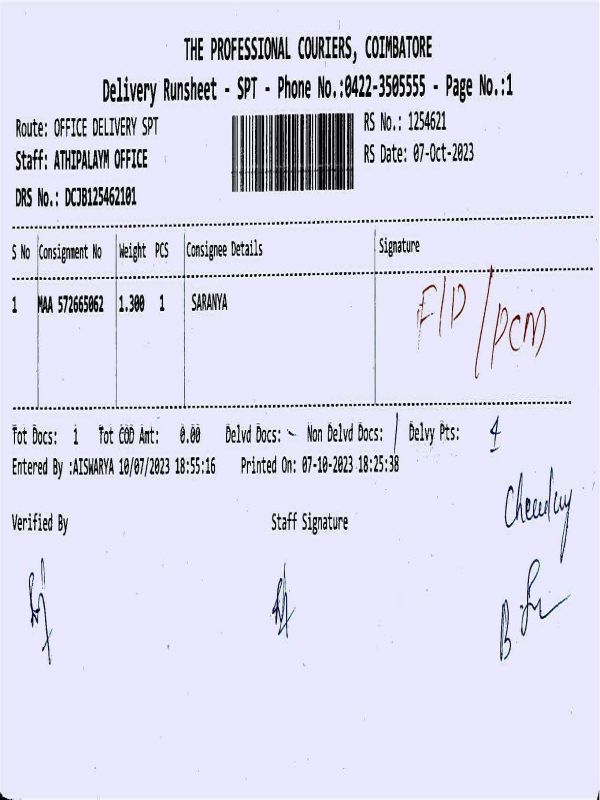 THE PROFESSIONAL COURIERS, COIMBATORE
Delivery Runsheet - SPT - Phone No.:0422-3505555 - Page No.:1
Route: OFFICE DELIVERY SPT
RS No.: 1254621
Staff: ATHIPALAYM OFFICE
RS Date: 07-Oct-2023
DRS No.: DCJB125462101
S No Consignment No Weight PCS Consignee Details Signature
1 MAA 572665062 1.300 1 SARANYA F/D / PCM
Tot Docs: 1 Tot COD Amt: 0.00 Delvd Docs: - Non Delvd Docs: / Delvy Pts:
Entered By :AISWARYA 10/07/2023 18:55:16 Printed On: 07-10-2023 18:25:38
Verified By Staff Signature